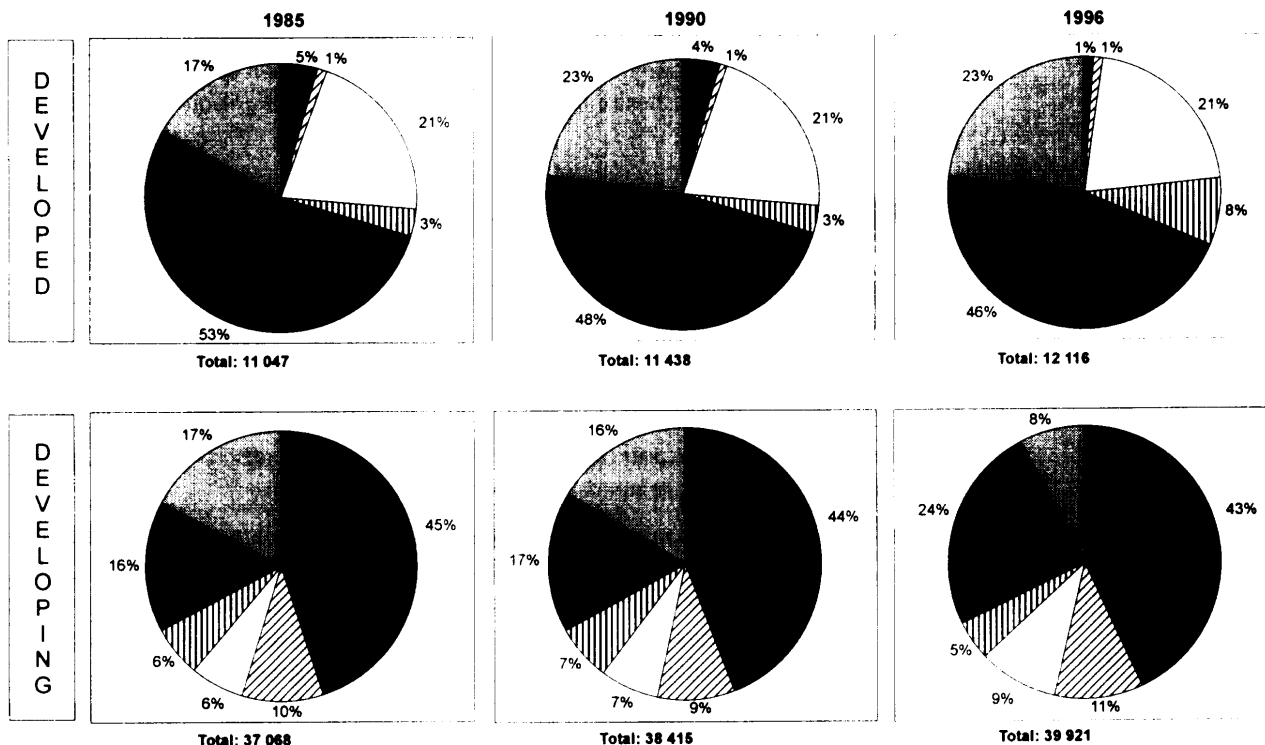 1985 1990 1996
DEVELOPED
17% 5% 1% 21% 3% 53%
23% 4% 1% 21% 3% 48%
23% 1% 1% 21% 8% 46%
Total: 11 047 Total: 11 438 Total: 12 116
DEVELOPING
17% 45% 16% 6% 6% 10%
16% 44% 17% 7% 7% 9%
8% 43% 24% 5% 9% 11%
Total: 37 068 Total: 38 415 Total: 39 921